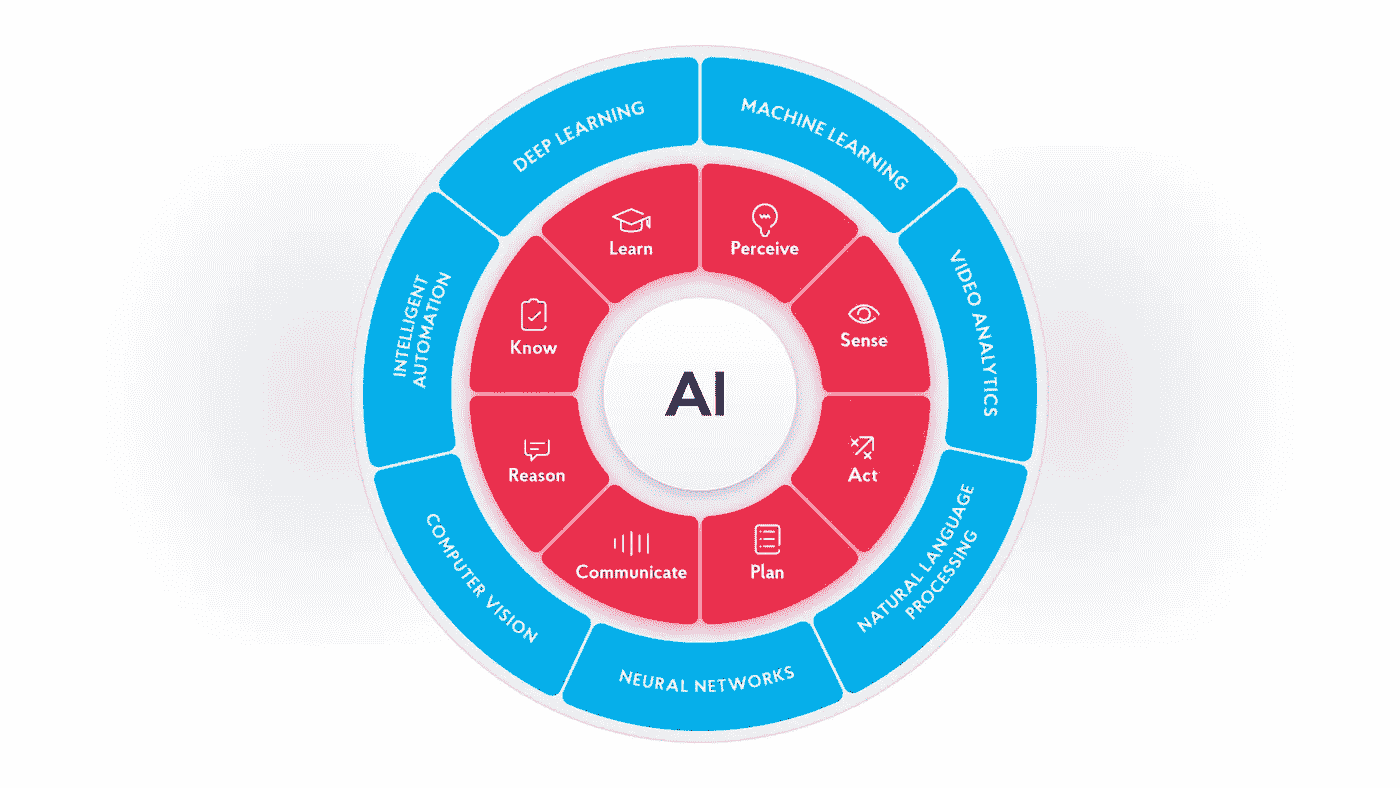 DEEP LEARNING
MACHINE LEARNING
VIDEO ANALYTICS
NATURAL LANGUAGE
PROCESSING
NEURAL NETWORKS
COMPUTER VISION
INTELLIGENT
AUTOMATION
Learn
Perceive
Sense
Act
Plan
Communicate
Reason
Know
AI